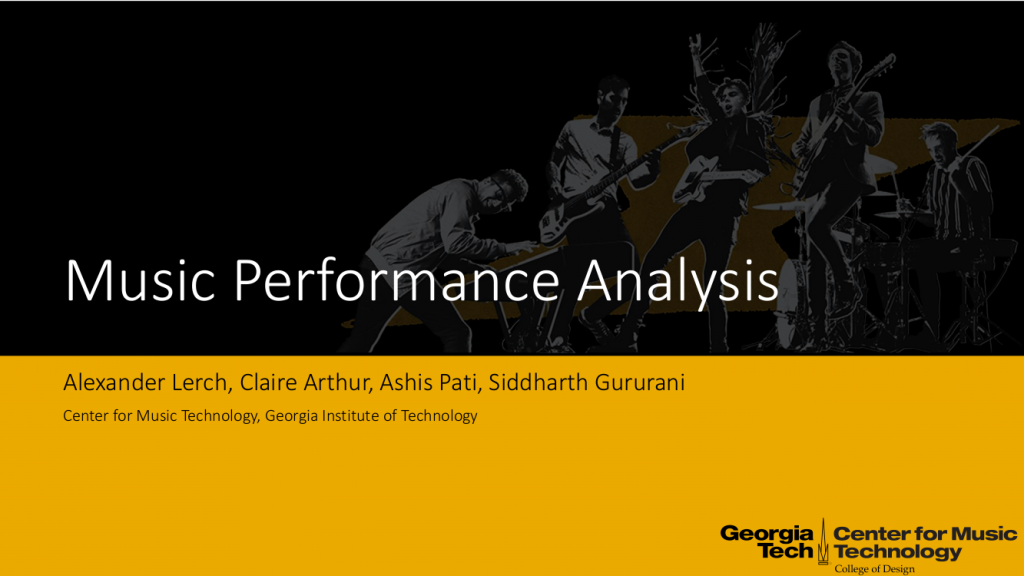 Music Performance Analysis
Alexander Lerch, Claire Arthur, Ashis Pati, Siddharth Gururani
Center for Music Technology, Georgia Institute of Technology
Georgia Tech
Center for Music Technology
College of Design